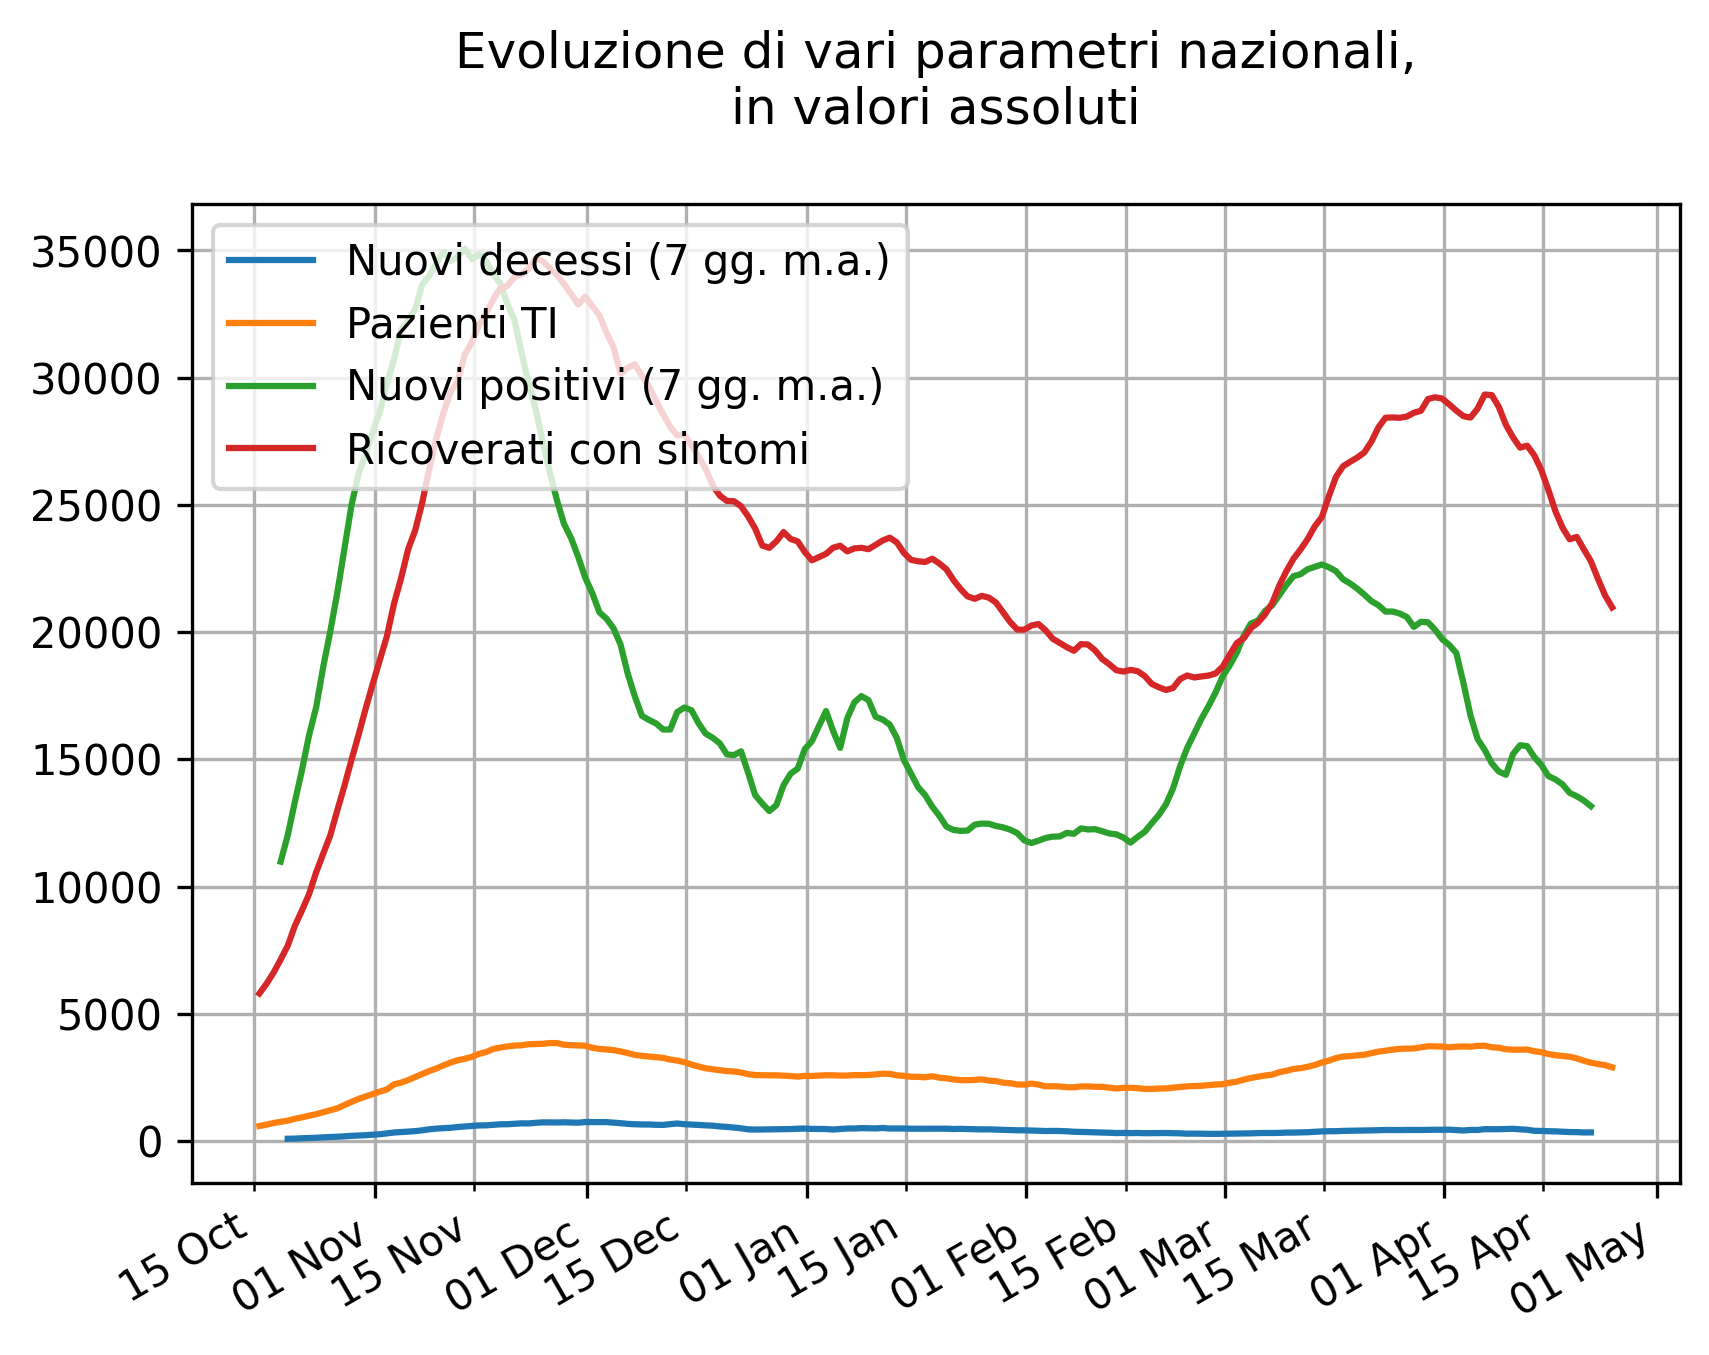 Evoluzione di vari parametri nazionali,
in valori assoluti
Nuovi decessi (7 gg. m.a.)
Pazienti TI
Nuovi positivi (7 gg. m.a.)
Ricoverati con sintomi
35000
30000
25000
20000
15000
10000
5000
0
15 Oct
01 Nov
15 Nov
01 Dec
15 Dec
01 Jan
15 Jan
01 Feb
15 Feb
01 Mar
15 Mar
01 Apr
15 Apr
01 May